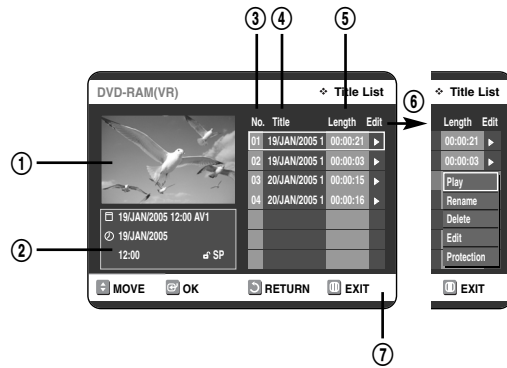 ③ ④ ⑤
DVD-RAM(VR) ❖ Title List
No. Title Length Edit
01 19/JAN/2005 1 00:00:21 ►
02 19/JAN/2005 1 00:00:03 ►
03 20/JAN/2005 1 00:00:15 ►
04 20/JAN/2005 1 00:00:16 ►
①
②
19/JAN/2005 12:00 AV1
19/JAN/2005
12:00 SP
MOVE OK RETURN EXIT
⑦
⑥
❖ Title List
Length Edit
00:00:21 ►
00:00:03 ►
Play
Rename
Delete
Edit
Protection
EXIT